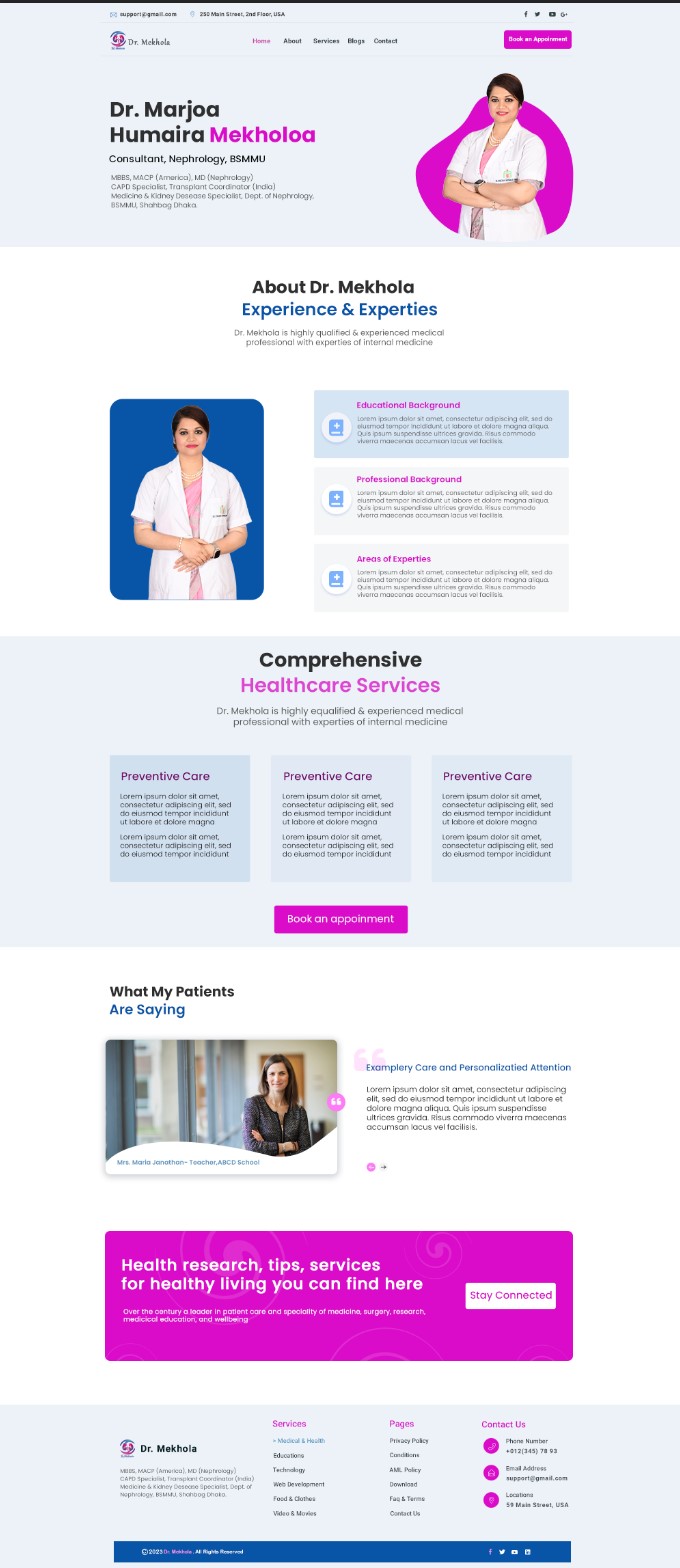 support@gmail.com
250 Main Street, 2nd Floor, USA
Dr. Mekhola
Home
About
Services
Blogs
Contact
Book an Appoinment
Dr. Marjoa
Humaira Mekholoa
Consultant, Nephrology, BSMMU
MBBS, MACP (America), MD (Nephrology)
CAPD Specialist, Transplant Coordinator (India)
Medicine & Kidney Desease Specialist, Dept. of Nephrology,
BSMMU, Shahbag Dhaka.
About Dr. Mekhola
Experience & Experties
Dr. Mekhola is highly qualified & experienced medical
professional with experties of internal medicine
Educational Background
Lorem ipsum dolor sit amet, consectetur adipiscing elit, sed do
eiusmod tempor incididunt ut labore et dolore magna aliqua.
Quis ipsum suspendisse ultrices gravida. Risus commodo
viverra maecenas accumsan lacus vel facilisis.
Professional Background
Lorem ipsum dolor sit amet, consectetur adipiscing elit, sed do
eiusmod tempor incididunt ut labore et dolore magna aliqua.
Quis ipsum suspendisse ultrices gravida. Risus commodo
viverra maecenas accumsan lacus vel facilisis.
Areas of Experties
Lorem ipsum dolor sit amet, consectetur adipiscing elit, sed do
eiusmod tempor incididunt ut labore et dolore magna aliqua.
Quis ipsum suspendisse ultrices gravida. Risus commodo
viverra maecenas accumsan lacus vel facilisis.
Comprehensive
Healthcare Services
Dr. Mekhola is highly equalified & experienced medical
professional with experties of internal medicine
Preventive Care
Lorem ipsum dolor sit amet,
consectetur adipiscing elit, sed
do eiusmod tempor incididunt
ut labore et dolore magna
Lorem ipsum dolor sit amet,
consectetur adipiscing elit, sed
do eiusmod tempor incididunt
Preventive Care
Lorem ipsum dolor sit amet,
consectetur adipiscing elit, sed
do eiusmod tempor incididunt
ut labore et dolore magna
Lorem ipsum dolor sit amet,
consectetur adipiscing elit, sed
do eiusmod tempor incididunt
Preventive Care
Lorem ipsum dolor sit amet,
consectetur adipiscing elit, sed
do eiusmod tempor incididunt
ut labore et dolore magna
Lorem ipsum dolor sit amet,
consectetur adipiscing elit, sed
do eiusmod tempor incididunt
Book an appoinment
What My Patients
Are Saying
Mrs. Maria Janathan- Teacher,ABCD School
Examplery Care and Personalizatied Attention
Lorem ipsum dolor sit amet, consectetur adipiscing
elit, sed do eiusmod tempor incididunt ut labore et
dolore magna aliqua. Quis ipsum suspendisse
ultrices gravida. Risus commodo viverra maecenas
accumsan lacus vel facilisis.
Health research, tips, services
for healthy living you can find here
Over the century a leader in patient care and speciality of medicine, surgery, research,
medicical education, and wellbeing
Stay Connected
Dr. Mekhola
MBBS, MACP (America), MD (Nephrology)
CAPD Specialist, Transplant Coordinator (India)
Medicine & Kidney Desease Specialist, Dept. of
Nephrology, BSMMU, Shahbag Dhaka.
Services
> Medical & Health
Educations
Technology
Web Development
Food & Clothes
Video & Movies
Pages
Privacy Policy
Conditions
AML Policy
Download
Faq & Terms
Contact Us
Contact Us
Phone Number
+012(345) 78 93
Email Address
support@gmail.com
Locations
59 Main Street, USA
©2023 Dr. Mekhola . All Rights Reserved